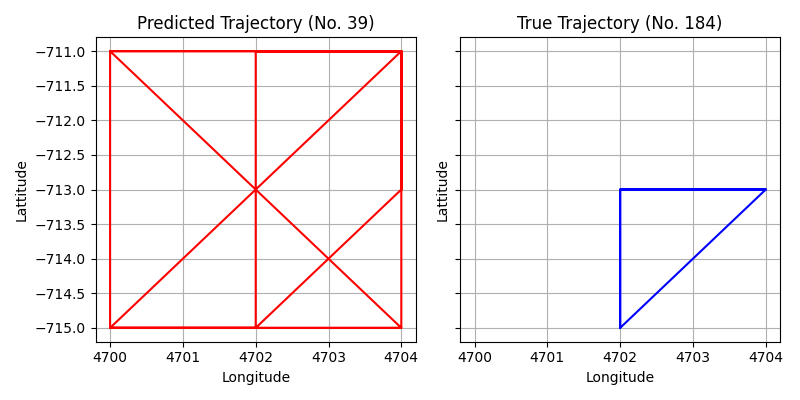 Predicted Trajectory (No. 39)
−711.0
−711.5
−712.0
−712.5
−713.0
−713.5
−714.0
−714.5
−715.0
Lattitude
4700 4701 4702 4703 4704
Longitude
True Trajectory (No. 184)
Lattitude
4700 4701 4702 4703 4704
Longitude